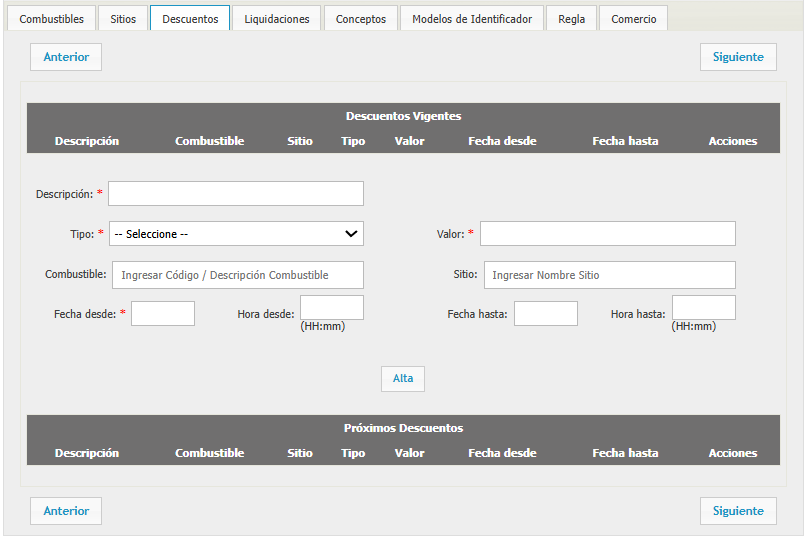 Combustibles Sitios Descuentos Liquidaciones Conceptos Modelos de Identificador Regla Comercio
Anterior Siguiente
Descuentos Vigentes
Descripción Combustible Sitio Tipo Valor Fecha desde Fecha hasta Acciones
Descripción: *
Tipo: * -- Seleccione -- Valor: *
Combustible: Ingresar Código / Descripción Combustible Sitio: Ingresar Nombre Sitio
Fecha desde: * Hora desde: Fecha hasta: Hora hasta:
(HH:mm) (HH:mm)
Alta
Próximos Descuentos
Descripción Combustible Sitio Tipo Valor Fecha desde Fecha hasta Acciones
Anterior Siguiente